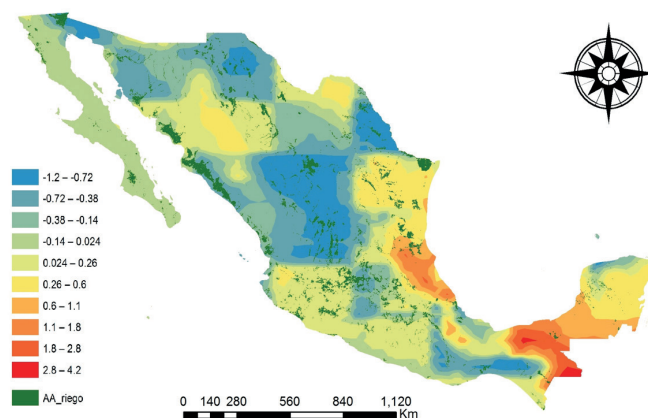 -1.2 – -0.72
-0.72 – -0.38
-0.38 – -0.14
-0.14 – 0.024
0.024 – 0.26
0.26 – 0.6
0.6 – 1.1
1.1 – 1.8
1.8 – 2.8
2.8 – 4.2
AA_riego
0 140 280 560 840 1,120
Km